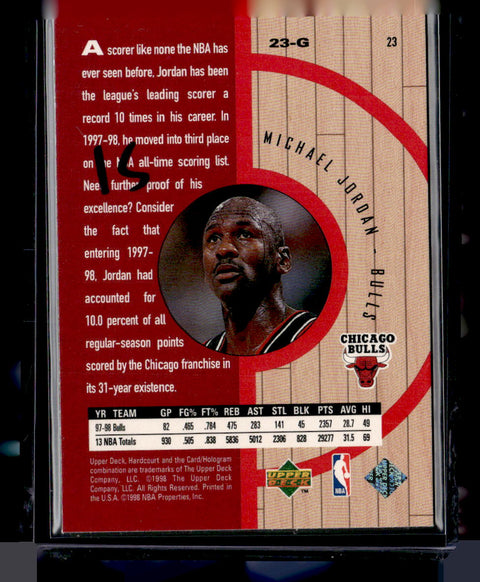 A scorer like none the NBA has
ever seen before, Jordan has been
the league's leading scorer a
record 10 times in his career. In
1997-98, he moved into third place
on the NBA all-time scoring list.
Need further proof of his
excellence? Consider
the fact that
entering 1997-
98, Jordan had
accounted for
10.0 percent of all
regular-season points
scored by the Chicago franchise in
its 31-year existence.
15
23-G
23
MICHAEL JORDAN - BULLS
CHICAGO
BULLS
YR TEAM GP FG% FT% REB AST STL BLK PTS AVG HI
97-98 Bulls 82 .465 .784 475 283 141 45 2357 28.7 49
13 NBA Totals 930 .505 .838 5836 5012 2306 828 29277 31.5 69
Upper Deck, Hardcourt and the Card/Hologram
combination are trademarks of The Upper Deck
Company, LLC. ©1998 The Upper Deck
Company, LLC. All Rights Reserved. Printed in
the U.S.A. ©1998 NBA Properties, Inc.
UPPER
DECK
TM
NBA